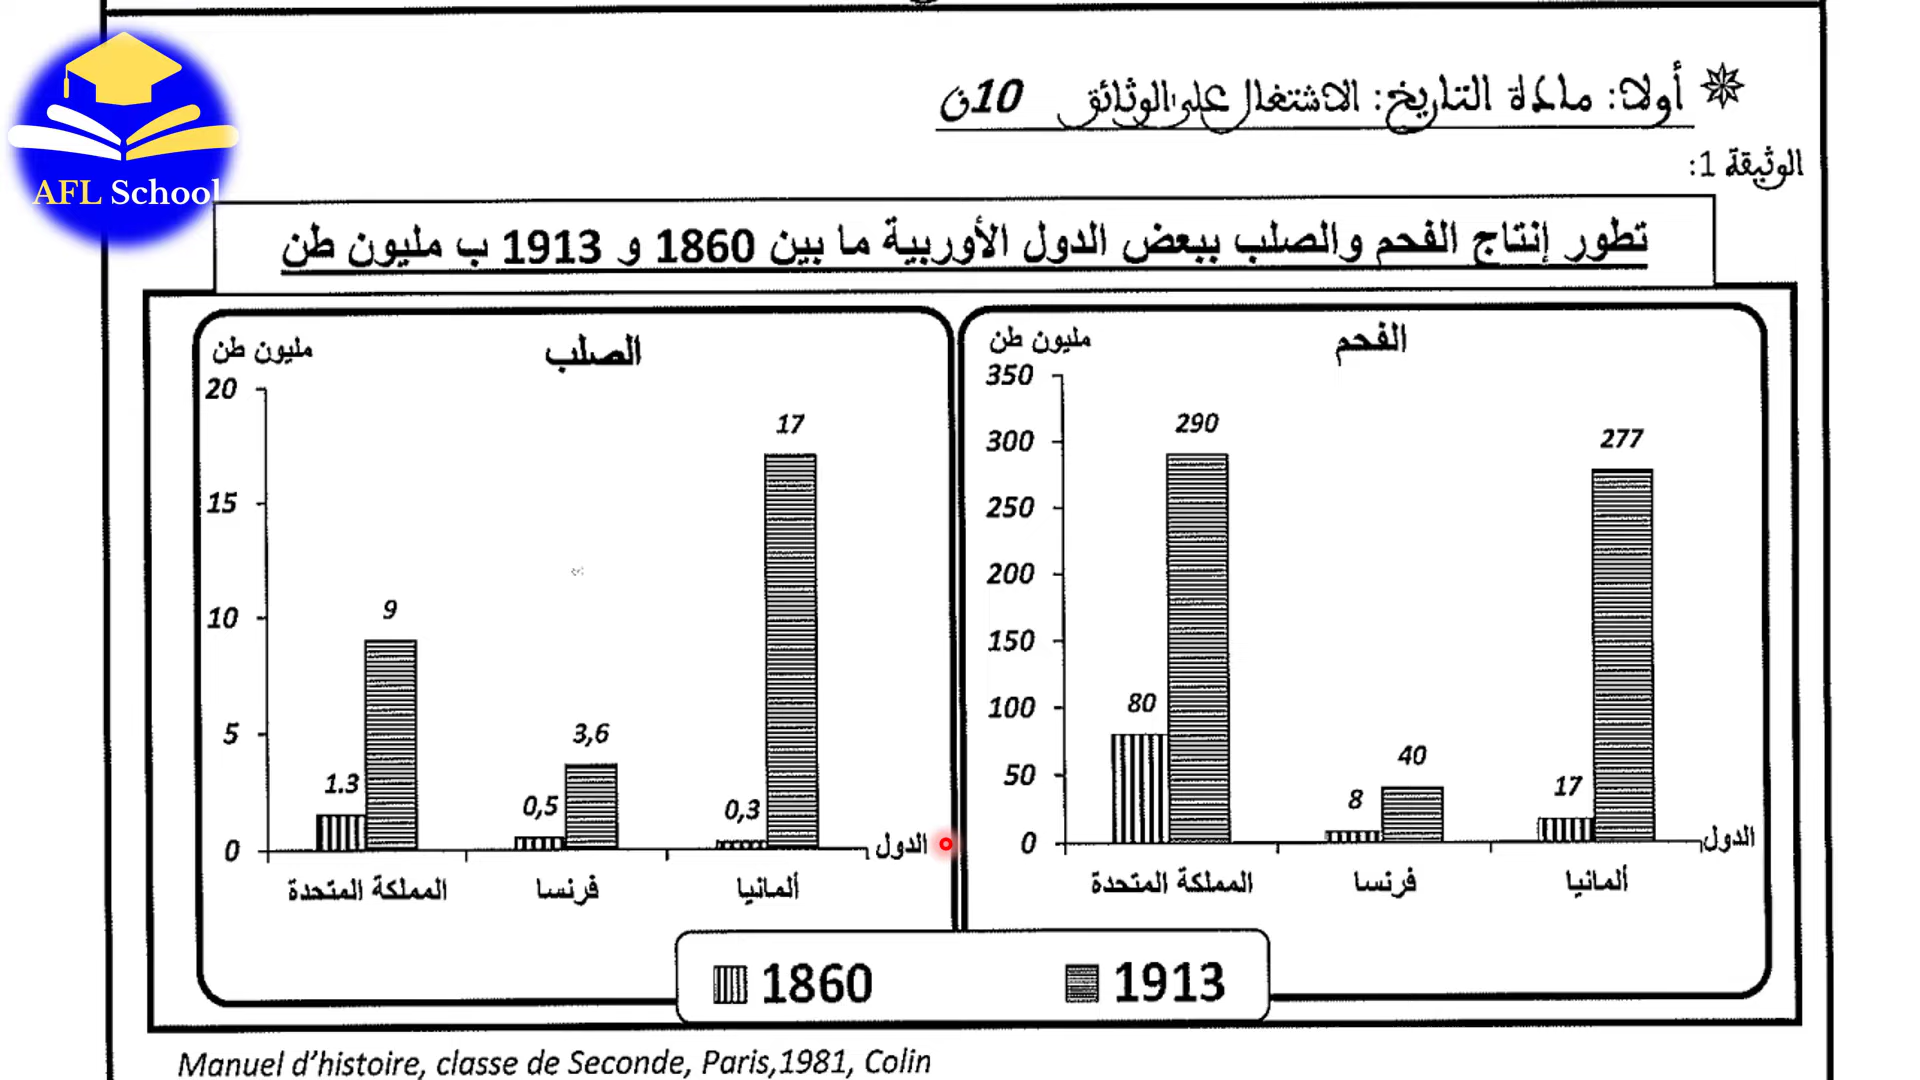 AFL School
أولا: مادة التاريخ: الاشتغال على الوثائق 10ن
الوثيقة 1:
تطور إنتاج الفحم والصلب ببعض الدول الأوربية ما بين 1860 و 1913 ب مليون طن
الفحم
مليون طن
350
300
250
200
150
100
50
0
80
290
8
40
17
277
الدول
المملكة المتحدة
فرنسا
ألمانيا
الصلب
مليون طن
20
15
10
5
0
1.3
9
0,5
3,6
0,3
17
الدول
المملكة المتحدة
فرنسا
ألمانيا
1860
1913
Manuel d’histoire, classe de Seconde, Paris,1981, Colin